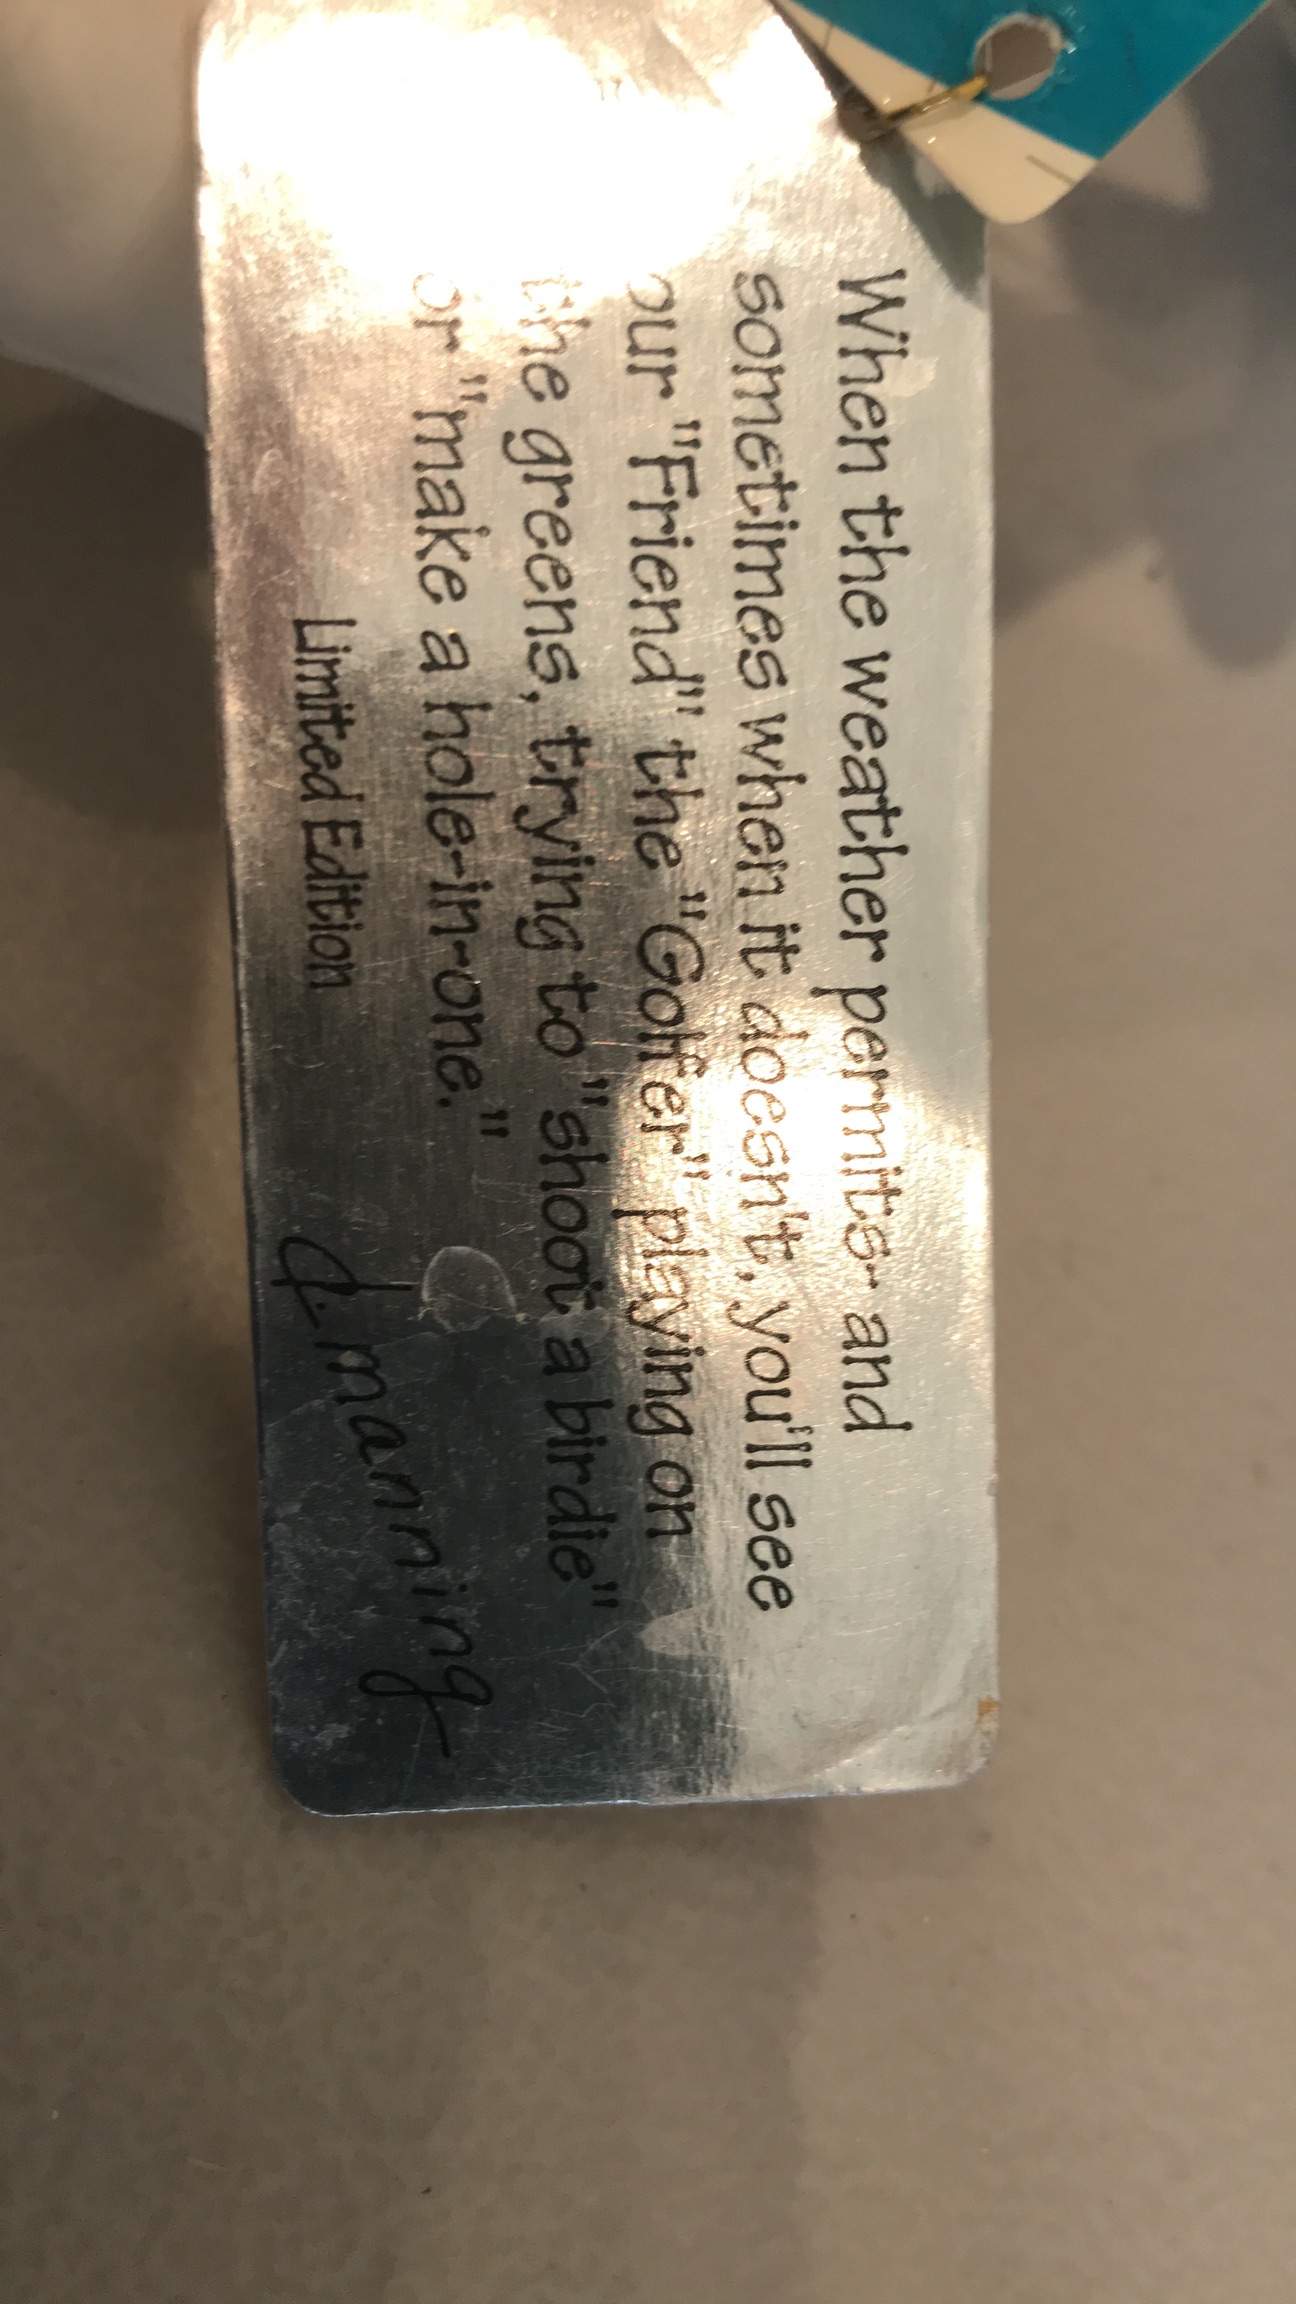 When the weather permits-- and
sometimes when it doesn't, you'll see
our "Friend" the "Golfer" playing on
the greens, trying to "shoot a birdie"
or "make a hole-in-one."
Limited Edition
d. manning